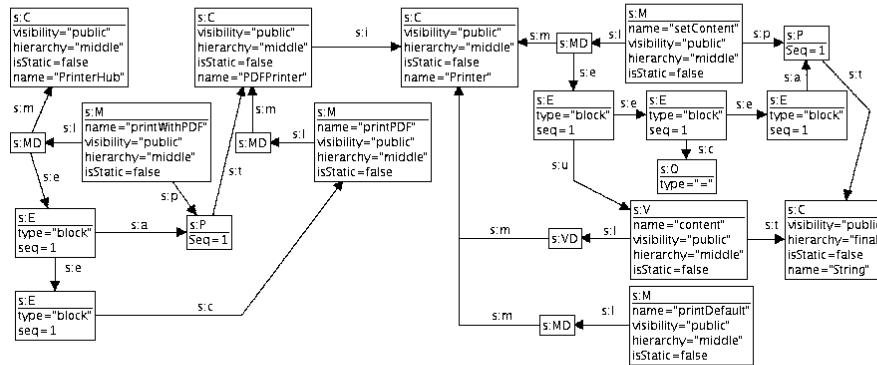 s:C
visibility="public"
hierarchy="middle"
isStatic=false
name="PrinterHub"
s:C
visibility="public"
hierarchy="middle"
isStatic=false
name="PDFPrinter"
s:i
s:C
visibility="public"
hierarchy="middle"
isStatic=false
name="Printer"
s:m
s:MD
s:l
s:M
name="setContent"
visibility="public"
hierarchy="middle"
isStatic=false
s:p
s:P
Seq=1
s:m
s:MD
s:l
s:M
name="printWithPDF"
visibility="public"
hierarchy="middle"
isStatic=false
s:m
s:MD
s:l
s:M
name="printPDF"
visibility="public"
hierarchy="middle"
isStatic=false
s:e
s:E
type="block"
seq=1
s:e
s:E
type="block"
seq=1
s:e
s:E
type="block"
seq=1
s:a
s:t
s:c
s:O
type="="
s:e
s:p
s:t
s:u
s:E
type="block"
seq=1
s:a
s:P
Seq=1
s:m
s:VD
s:l
s:V
name="content"
visibility="public"
hierarchy="middle"
isStatic=false
s:t
s:C
visibility="public"
hierarchy="final"
isStatic=false
name="String"
s:e
s:E
type="block"
seq=1
s:c
s:m
s:MD
s:l
s:M
name="printDefault"
visibility="public"
hierarchy="middle"
isStatic=false